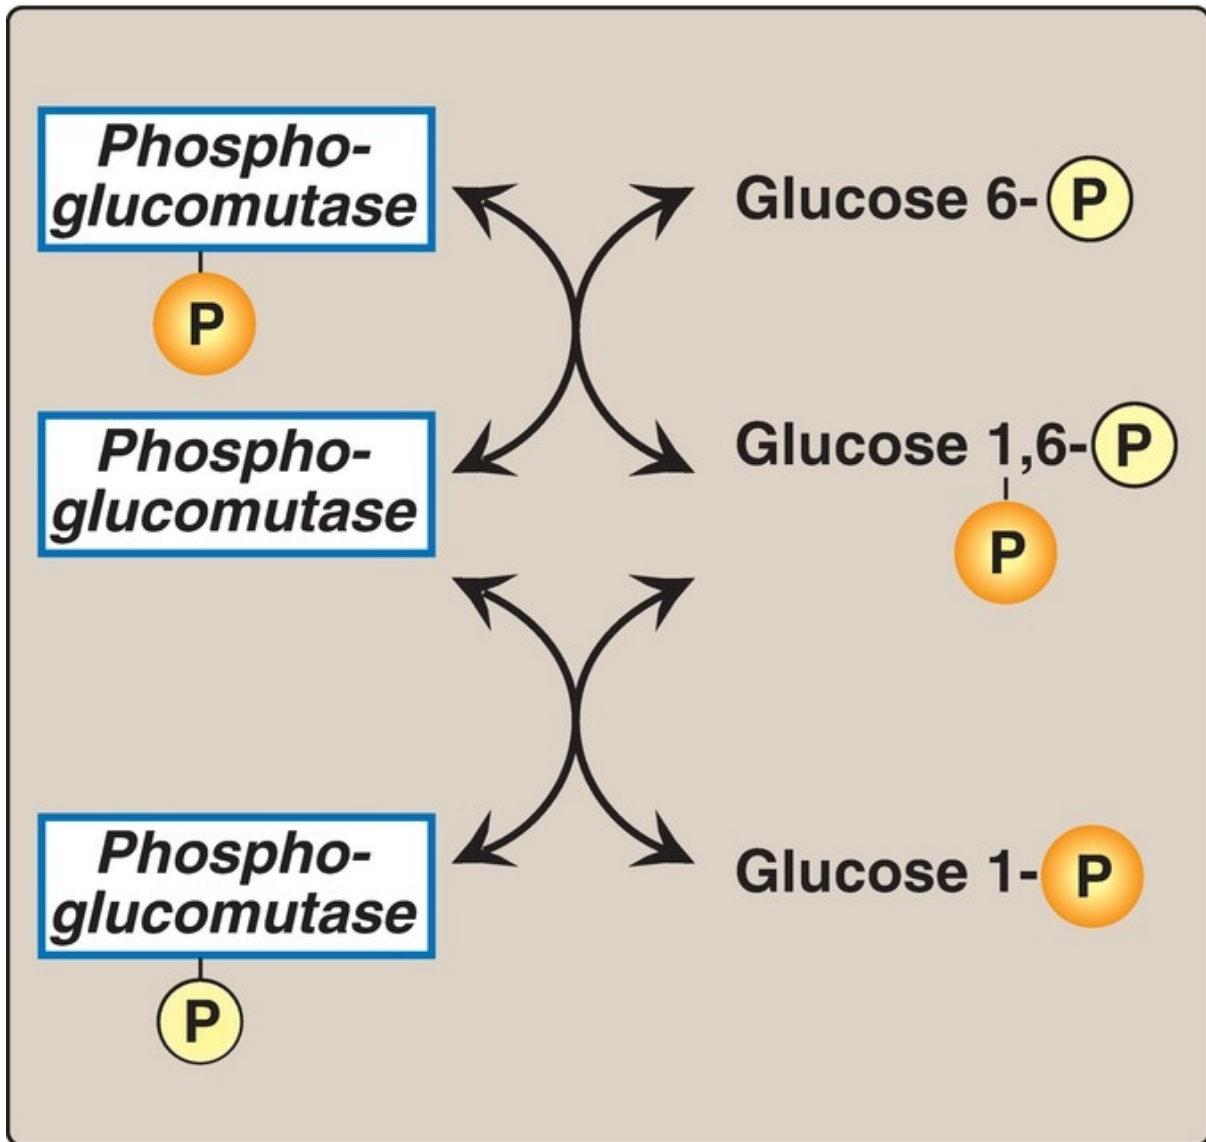 Phospho-
glucomutase
P
Glucose 6-P
Phospho-
glucomutase
Glucose 1,6-P
P
Phospho-
glucomutase
P
Glucose 1-P